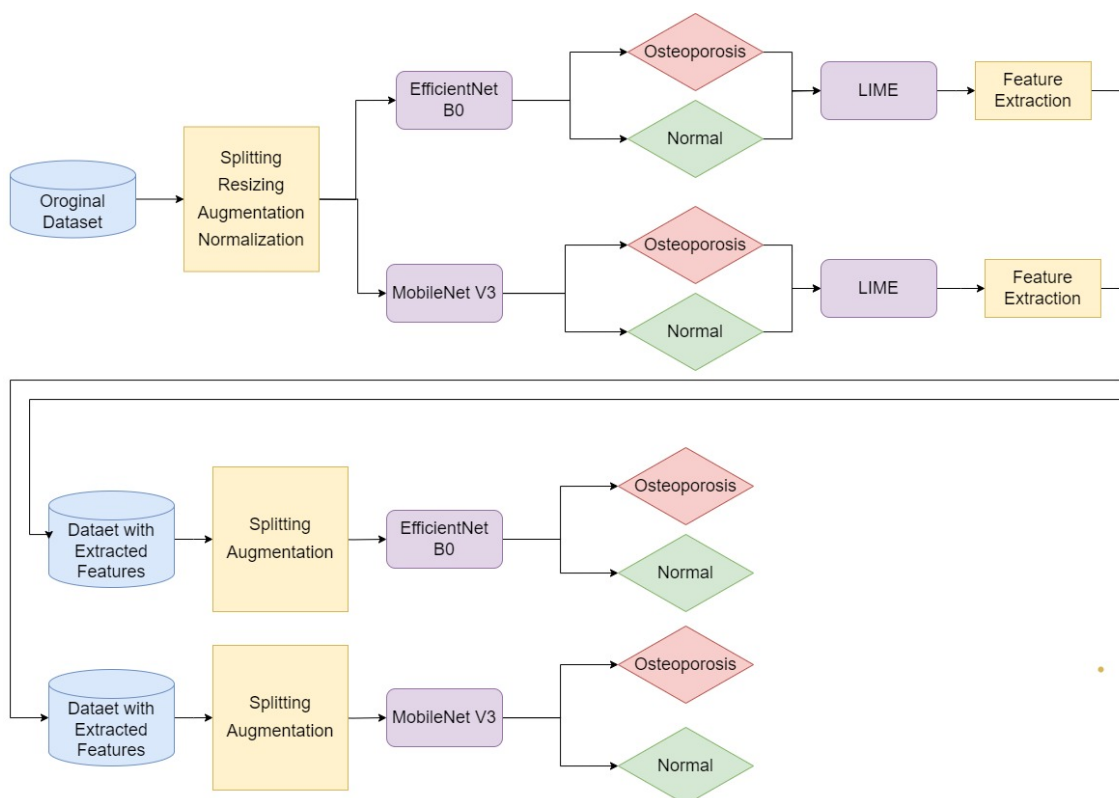 Oroginal
Dataset
Splitting
Resizing
Augmentation
Normalization
EfficientNet
B0
Osteoporosis
Normal
LIME
Feature
Extraction
MobileNet V3
Osteoporosis
Normal
LIME
Feature
Extraction
Dataet with
Extracted
Features
Splitting
Augmentation
EfficientNet
B0
Osteoporosis
Normal
Dataet with
Extracted
Features
Splitting
Augmentation
MobileNet V3
Osteoporosis
Normal